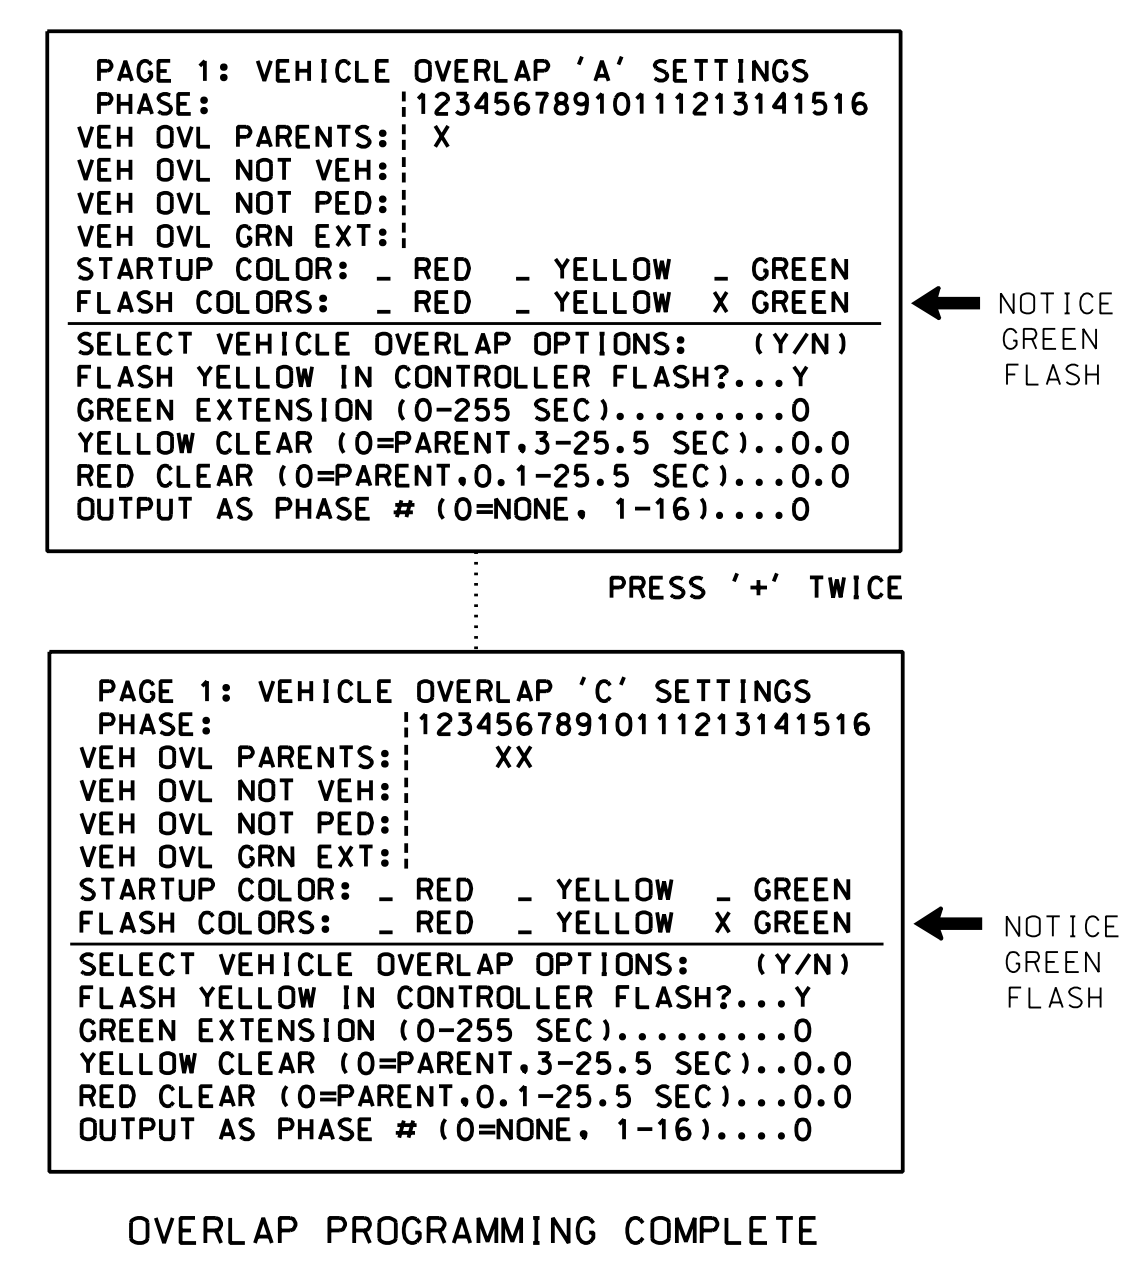 PAGE 1: VEHICLE OVERLAP 'A' SETTINGS
PHASE: ¦12345678910111213141516
VEH OVL PARENTS:¦ X
VEH OVL NOT VEH:¦
VEH OVL NOT PED:¦
VEH OVL GRN EXT:¦
STARTUP COLOR: _ RED _ YELLOW _ GREEN
FLASH COLORS: _ RED _ YELLOW X GREEN
NOTICE
GREEN
FLASH
SELECT VEHICLE OVERLAP OPTIONS: (Y/N)
FLASH YELLOW IN CONTROLLER FLASH?...Y
GREEN EXTENSION (0-255 SEC).........0
YELLOW CLEAR (0=PARENT,3-25.5 SEC)..0.0
RED CLEAR (0=PARENT,0.1-25.5 SEC)...0.0
OUTPUT AS PHASE # (0=NONE, 1-16)....0
PRESS '+' TWICE
PAGE 1: VEHICLE OVERLAP 'C' SETTINGS
PHASE: ¦12345678910111213141516
VEH OVL PARENTS:¦ XX
VEH OVL NOT VEH:¦
VEH OVL NOT PED:¦
VEH OVL GRN EXT:¦
STARTUP COLOR: _ RED _ YELLOW _ GREEN
FLASH COLORS: _ RED _ YELLOW X GREEN
NOTICE
GREEN
FLASH
SELECT VEHICLE OVERLAP OPTIONS: (Y/N)
FLASH YELLOW IN CONTROLLER FLASH?...Y
GREEN EXTENSION (0-255 SEC).........0
YELLOW CLEAR (0=PARENT,3-25.5 SEC)..0.0
RED CLEAR (0=PARENT,0.1-25.5 SEC)...0.0
OUTPUT AS PHASE # (0=NONE, 1-16)....0
OVERLAP PROGRAMMING COMPLETE